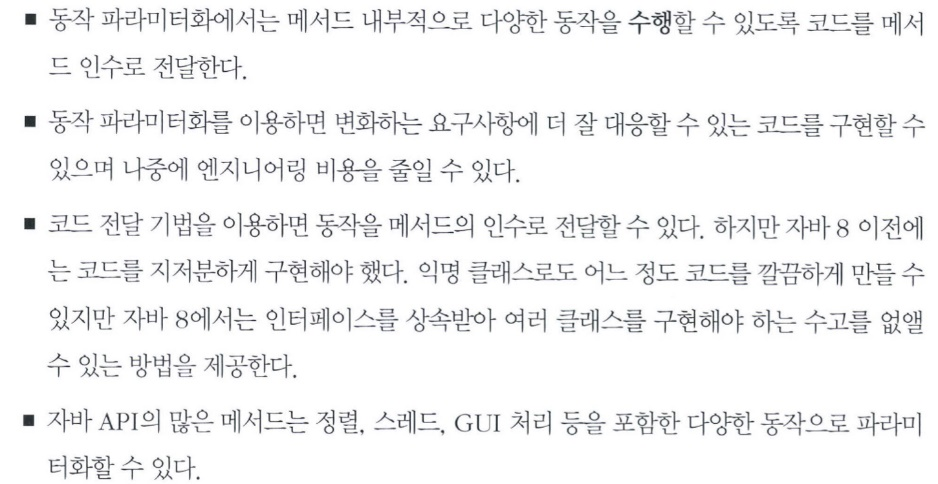 ■ 동작 파라미터화에서는 메서드 내부적으로 다양한 동작을 수행할 수 있도록 코드를 메서
드 인수로 전달한다.
■ 동작 파라미터화를 이용하면 변화하는 요구사항에 더 잘 대응할 수 있는 코드를 구현할 수
있으며 나중에 엔지니어링 비용을 줄일 수 있다.
■ 코드 전달 기법을 이용하면 동작을 메서드의 인수로 전달할 수 있다. 하지만 자바 8 이전에
는 코드를 지저분하게 구현해야 했다. 익명 클래스로도 어느 정도 코드를 깔끔하게 만들 수
있지만 자바 8에서는 인터페이스를 상속받아 여러 클래스를 구현해야 하는 수고를 없앨
수 있는 방법을 제공한다.
■ 자바 API의 많은 메서드는 정렬, 스레드, GUI 처리 등을 포함한 다양한 동작으로 파라미
터화할 수 있다.